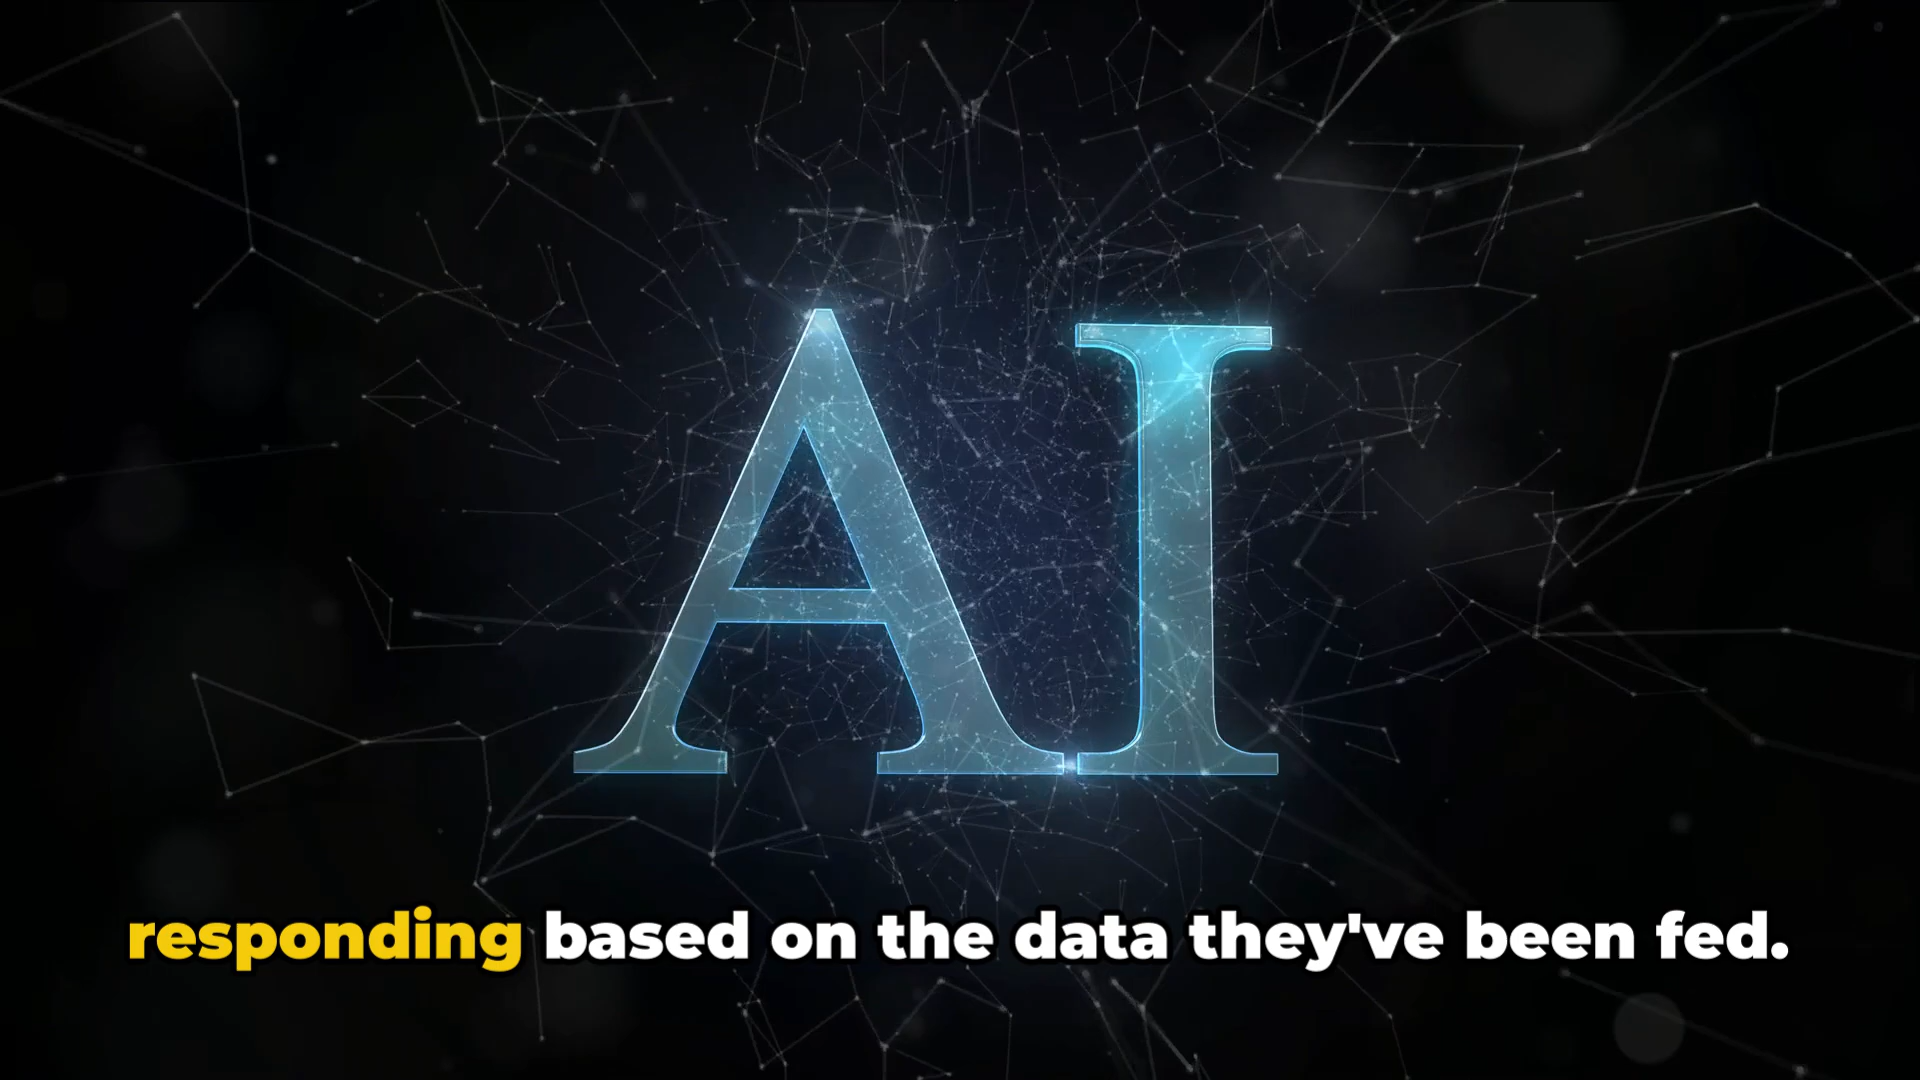 AI
responding based on the data they've been fed.